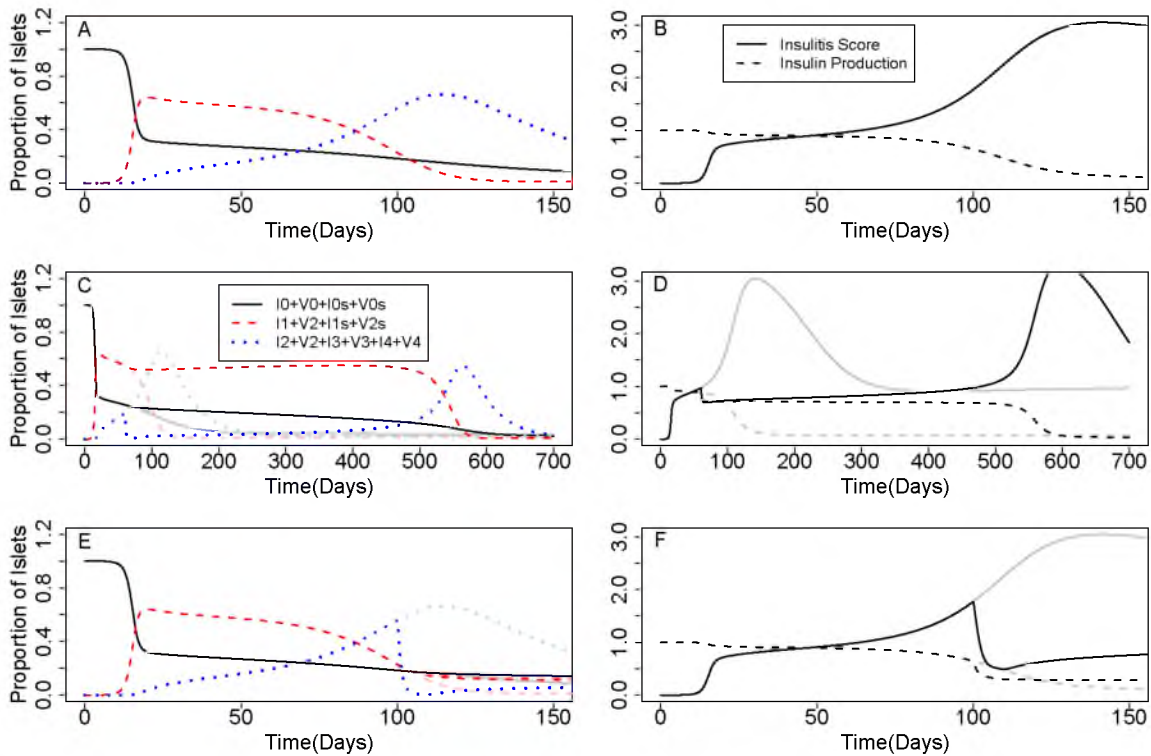 A
Proportion of Islets
0.0 0.4 0.8 1.2
0 50 100 150
Time(Days)
B
Insulitis Score
Insulin Production
0.0 1.0 2.0 3.0
0 50 100 150
Time(Days)
C
I0+V0+I0s+V0s
I1+V2+I1s+V2s
I2+V2+I3+V3+I4+V4
Proportion of Islets
0.0 0.4 0.8 1.2
0 100 200 300 400 500 600 700
Time(Days)
D
0.0 1.0 2.0 3.0
0 100 200 300 400 500 600 700
Time(Days)
E
Proportion of Islets
0.0 0.4 0.8 1.2
0 50 100 150
Time(Days)
F
0.0 1.0 2.0 3.0
0 50 100 150
Time(Days)